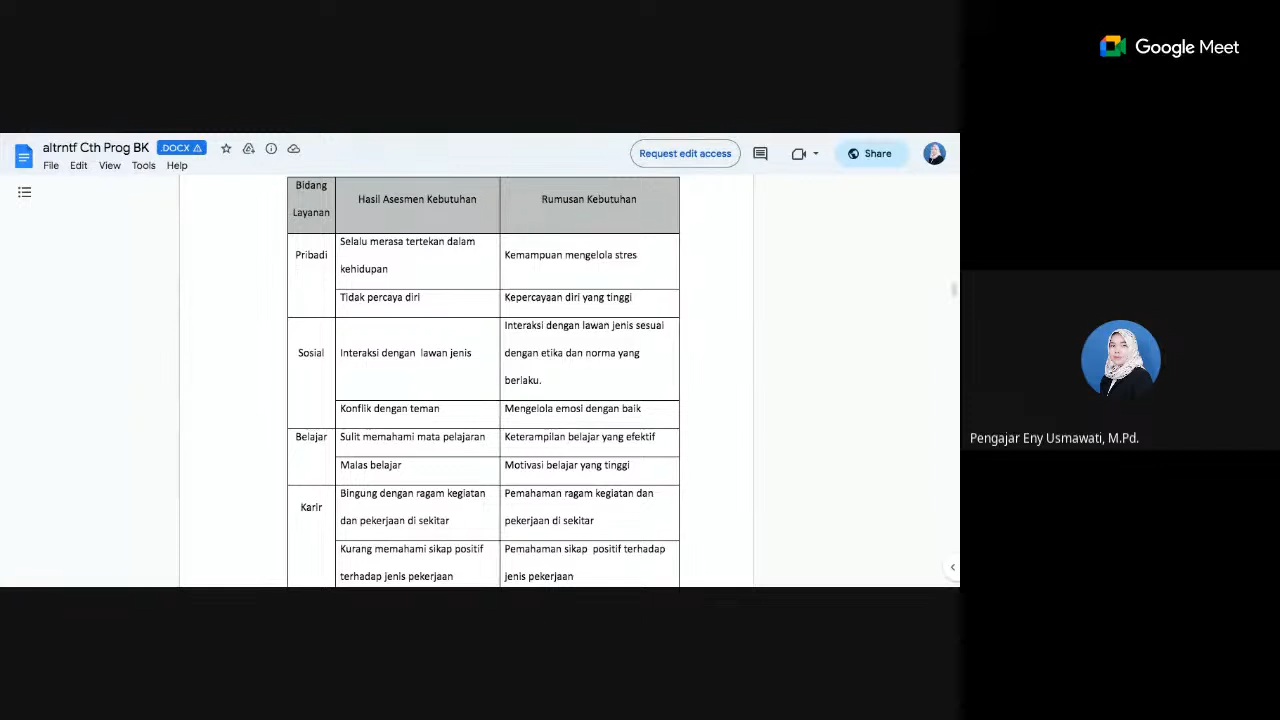 Google Meet
altrntf Cth Prog BK
.DOCX
File Edit View Tools Help
Request edit access
Share
Bidang
Layanan
Hasil Asesmen Kebutuhan
Rumusan Kebutuhan
Pribadi
Selalu merasa tertekan dalam
kehidupan
Kemampuan mengelola stres
Tidak percaya diri
Kepercayaan diri yang tinggi
Sosial
Interaksi dengan lawan jenis
Interaksi dengan lawan jenis sesuai
dengan etika dan norma yang
berlaku.
Konflik dengan teman
Mengelola emosi dengan baik
Belajar
Sulit memahami mata pelajaran
Keterampilan belajar yang efektif
Malas belajar
Motivasi belajar yang tinggi
Karir
Bingung dengan ragam kegiatan
dan pekerjaan di sekitar
Pemahaman ragam kegiatan dan
pekerjaan di sekitar
Kurang memahami sikap positif
terhadap jenis pekerjaan
Pemahaman sikap positif terhadap
jenis pekerjaan
Pengajar Eny Usmawati, M.Pd.